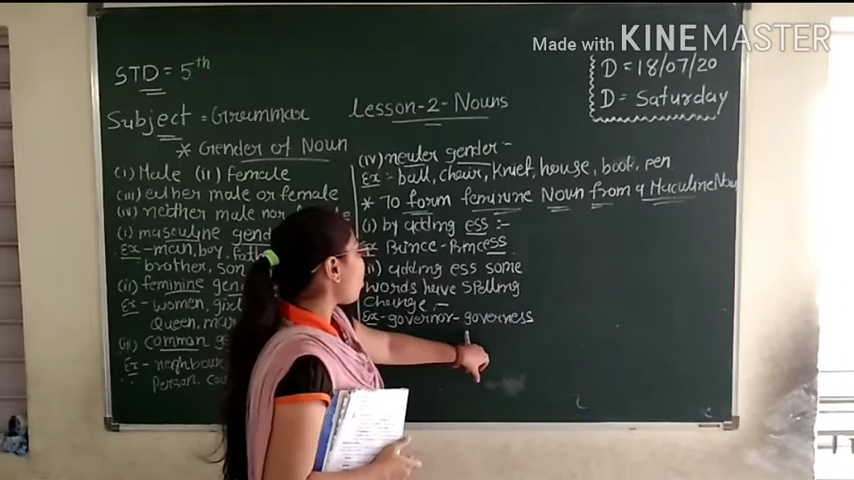 Made with KINEMASTER
D = 18/07/20
D = Saturday
STD = 5th
Subject = Grammar
Lesson-2-Nouns
* Gender of Noun
(i) Male (ii) Female
(iii) either male or female
(iv) neither male nor
(i) masculine
Ex - man, boy,
brother, son
(ii) feminine
Ex - women,
Queen,
(iii) common
Ex - neighbour
Person,
(iv) neuter gender :-
Ex - ball, chair, Knief, house, book, pen
* To form feminine Noun from a Masculine Noun
(i) by adding ess :-
Ex Prince - Princess
(ii) adding ess some
words have spelling
Change, -
Ex - governor - governess